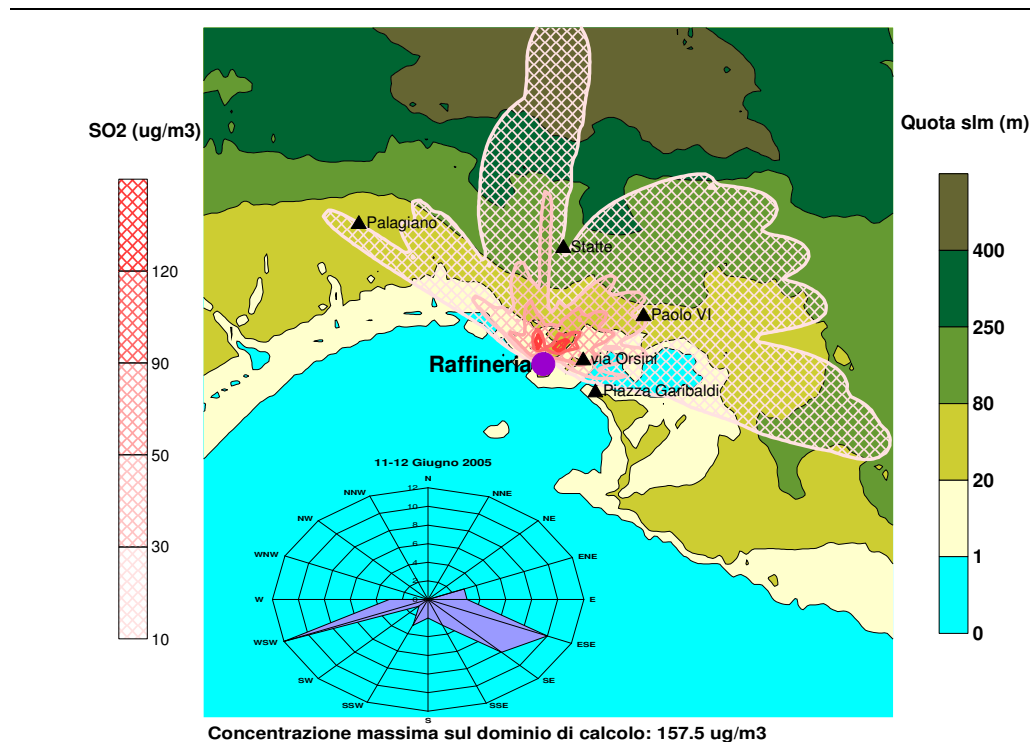 SO2 (ug/m3)
120
90
50
30
10
Quota slm (m)
400
250
80
20
1
0
Palagiano
Statte
Paolo VI
via Orsini
Raffineria
Piazza Garibaldi
11-12 Giugno 2005
N
NNE
NE
ENE
E
ESE
SE
SSE
S
SSW
SW
WSW
W
WNW
NW
NNW
12
10
8
6
4
2
0
Concentrazione massima sul dominio di calcolo: 157.5 ug/m3